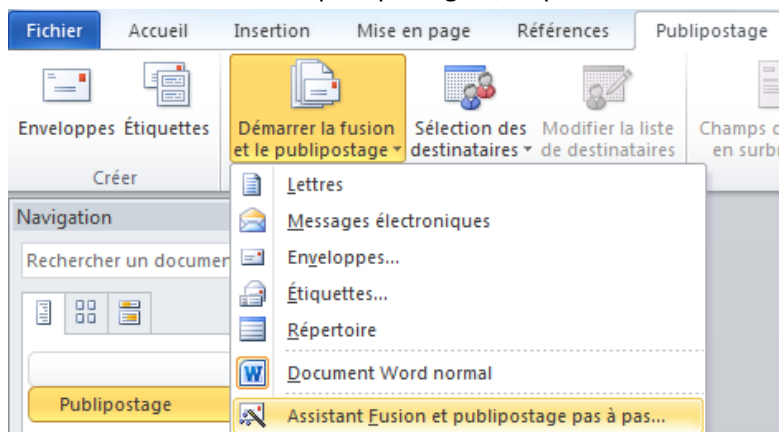 Fichier Accueil Insertion Mise en page Références Publipostage
Enveloppes Étiquettes Démarrer la fusion Sélection des Modifier la liste Champs
et le publipostage destinataires de destinataires en
Créer
Lettres
Navigation
Messages électroniques
Rechercher un documen
Enveloppes...
Étiquettes...
Répertoire
Document Word normal
Publipostage
Assistant Fusion et publipostage pas à pas...